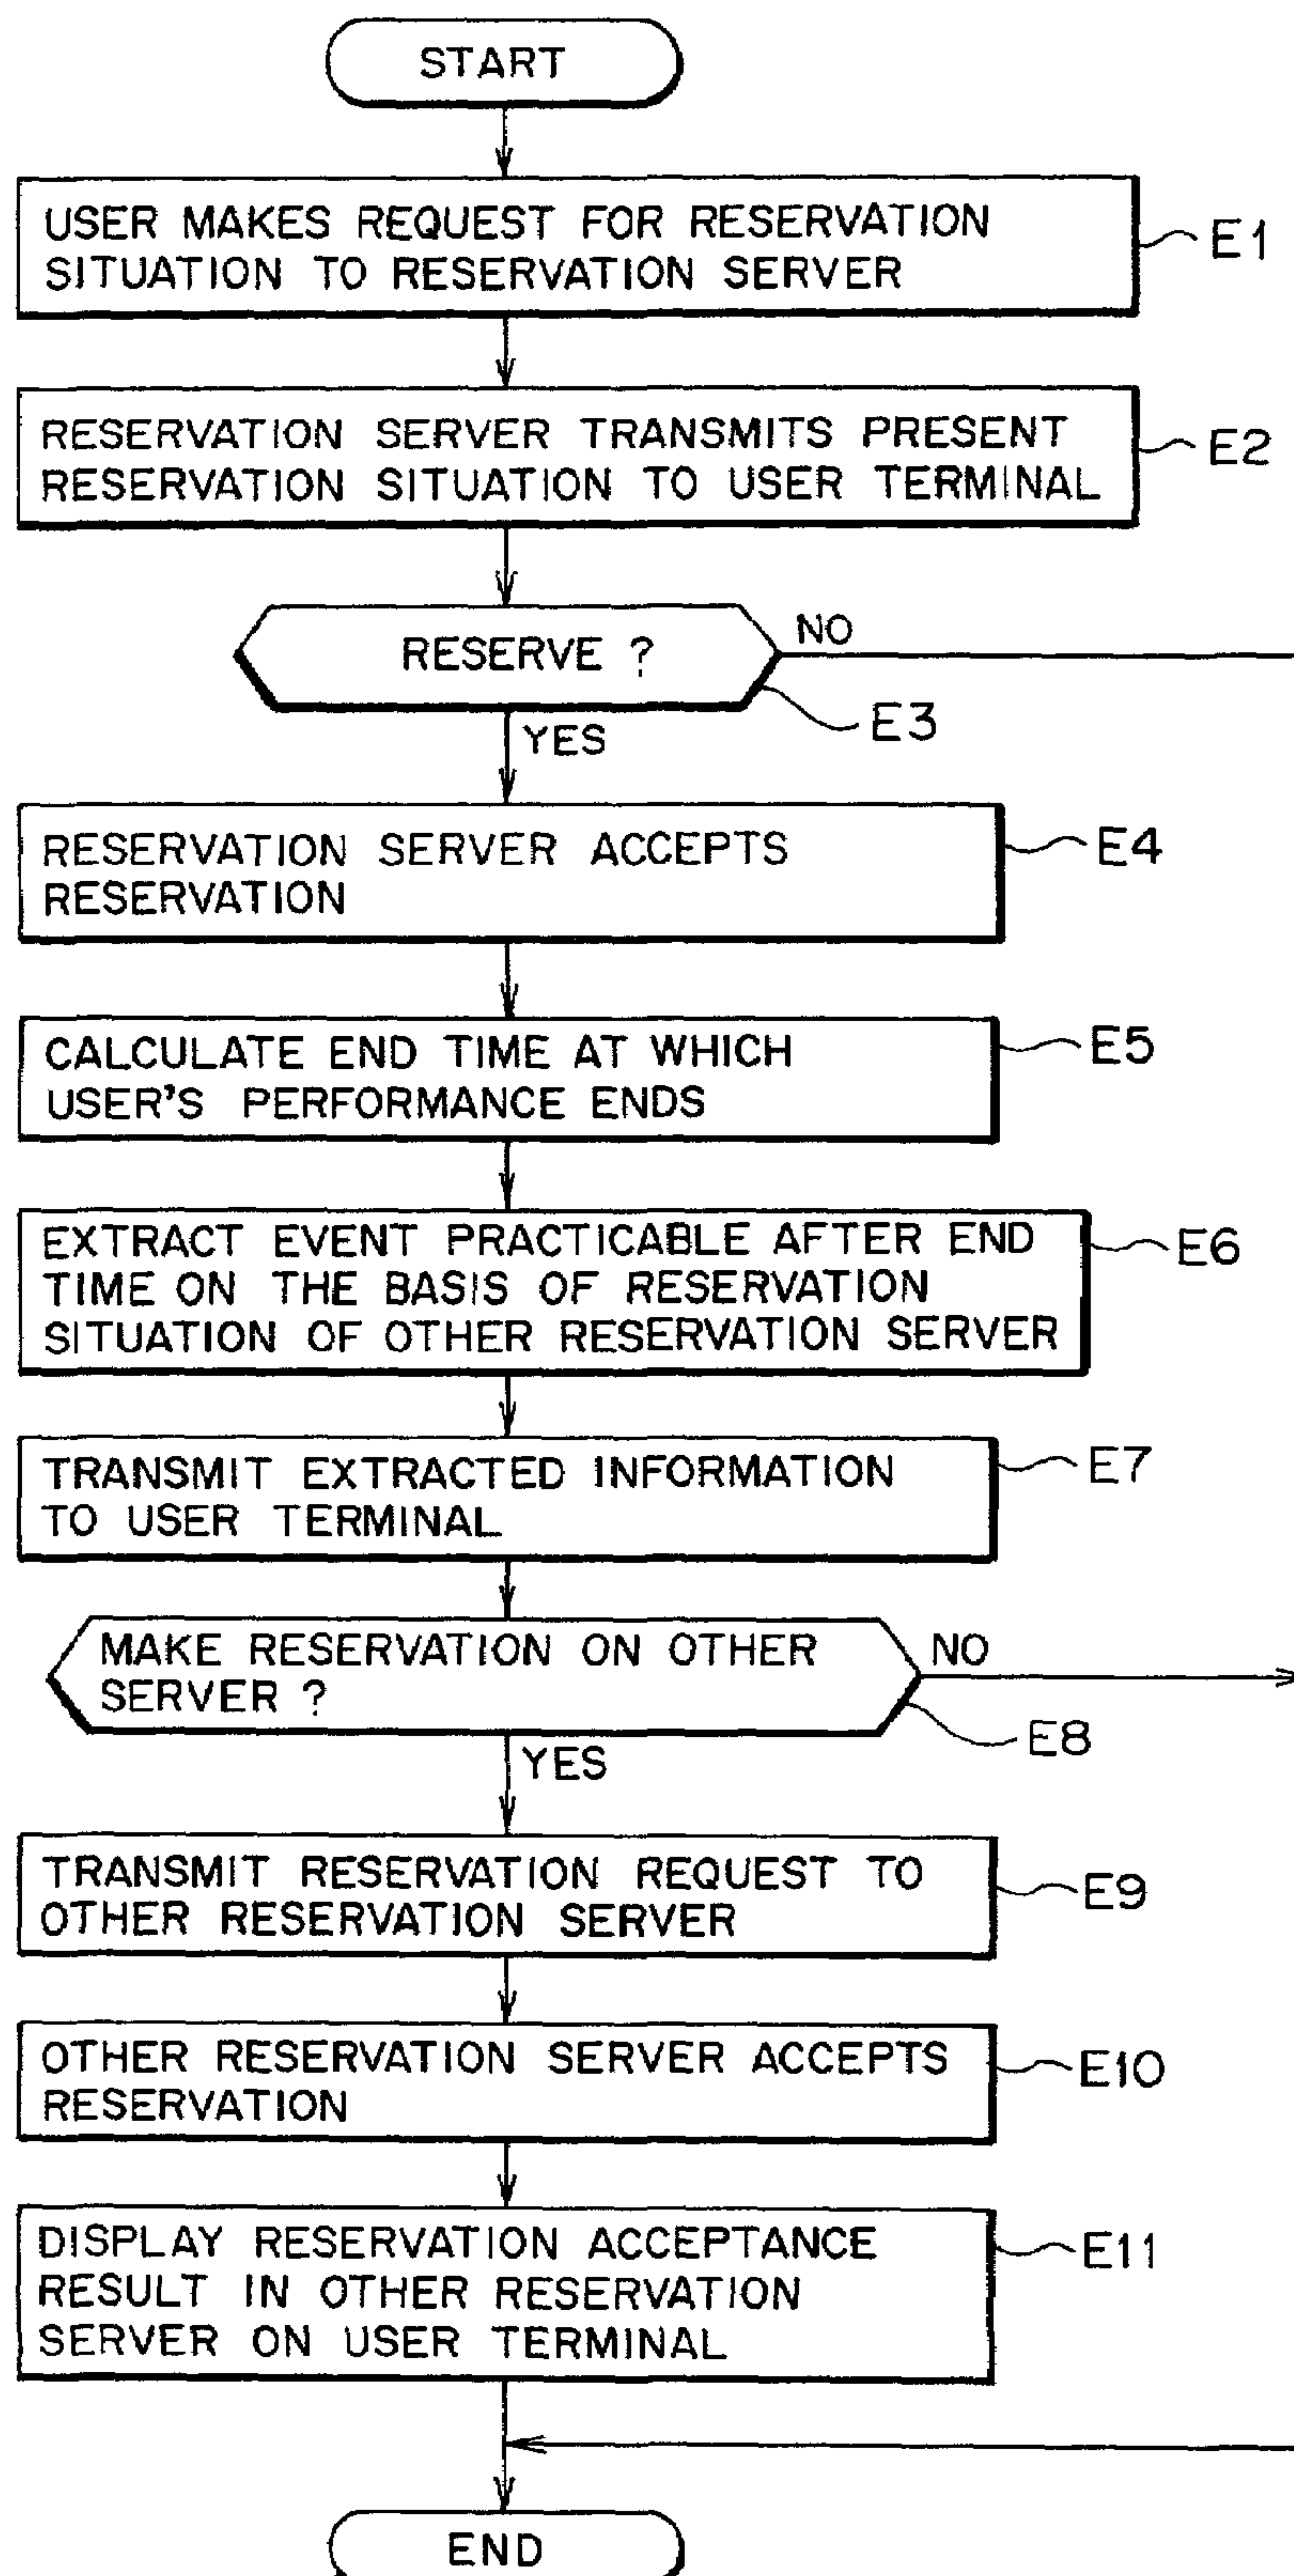 START
USER MAKES REQUEST FOR RESERVATION
SITUATION TO RESERVATION SERVER
E1
RESERVATION SERVER TRANSMITS PRESENT
RESERVATION SITUATION TO USER TERMINAL
E2
RESERVE ?
NO
E3
YES
RESERVATION SERVER ACCEPTS
RESERVATION
E4
CALCULATE END TIME AT WHICH
USER'S PERFORMANCE ENDS
E5
EXTRACT EVENT PRACTICABLE AFTER END
TIME ON THE BASIS OF RESERVATION
SITUATION OF OTHER RESERVATION SERVER
E6
TRANSMIT EXTRACTED INFORMATION
TO USER TERMINAL
E7
MAKE RESERVATION ON OTHER
SERVER ?
NO
E8
YES
TRANSMIT RESERVATION REQUEST TO
OTHER RESERVATION SERVER
E9
OTHER RESERVATION SERVER ACCEPTS
RESERVATION
E10
DISPLAY RESERVATION ACCEPTANCE
RESULT IN OTHER RESERVATION
SERVER ON USER TERMINAL
E11
END